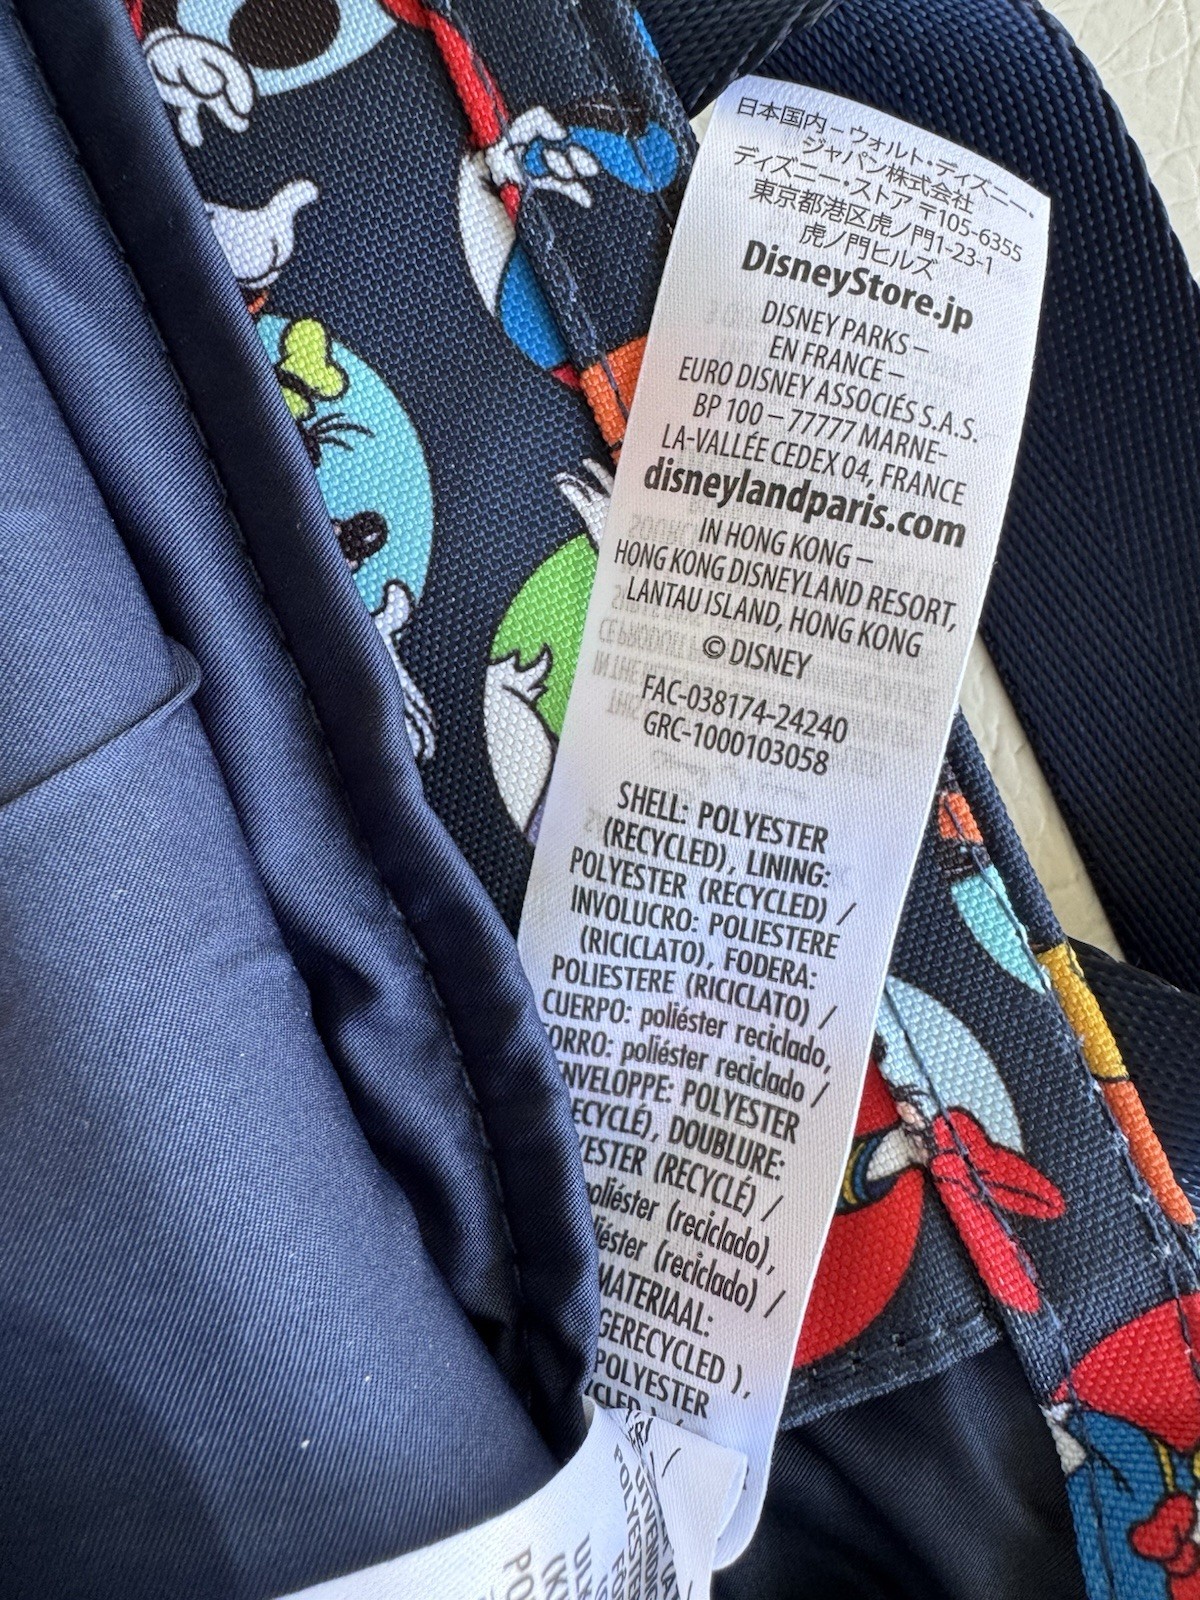 日本国内 – ウォルト・ディズニー・
ジャパン株式会社
ディズニー・ストア 〒105-6355
東京都港区虎ノ門1-23-1
虎ノ門ヒルズ
DisneyStore.jp
DISNEY PARKS –
EN FRANCE –
EURO DISNEY ASSOCIÉS S.A.S.
BP 100 – 77777 MARNE-
LA-VALLÉE CEDEX 04, FRANCE
disneylandparis.com
IN HONG KONG –
HONG KONG DISNEYLAND RESORT,
LANTAU ISLAND, HONG KONG
© DISNEY
FAC-038174-24240
GRC-1000103058
SHELL: POLYESTER
(RECYCLED), LINING:
POLYESTER (RECYCLED) /
INVOLUCRO: POLIESTERE
(RICICLATO), FODERA:
POLIESTERE (RICICLATO) /
CUERPO: poliéster reciclado,
ORRO: poliéster reciclado /
NVELOPPE: POLYESTER
ECYCLÉ), DOUBLURE:
YESTER (RECYCLÉ) /
oliéster (reciclado),
iéster (reciclado) /
MATERIAAL:
GERECYCLED ),
POLYESTER